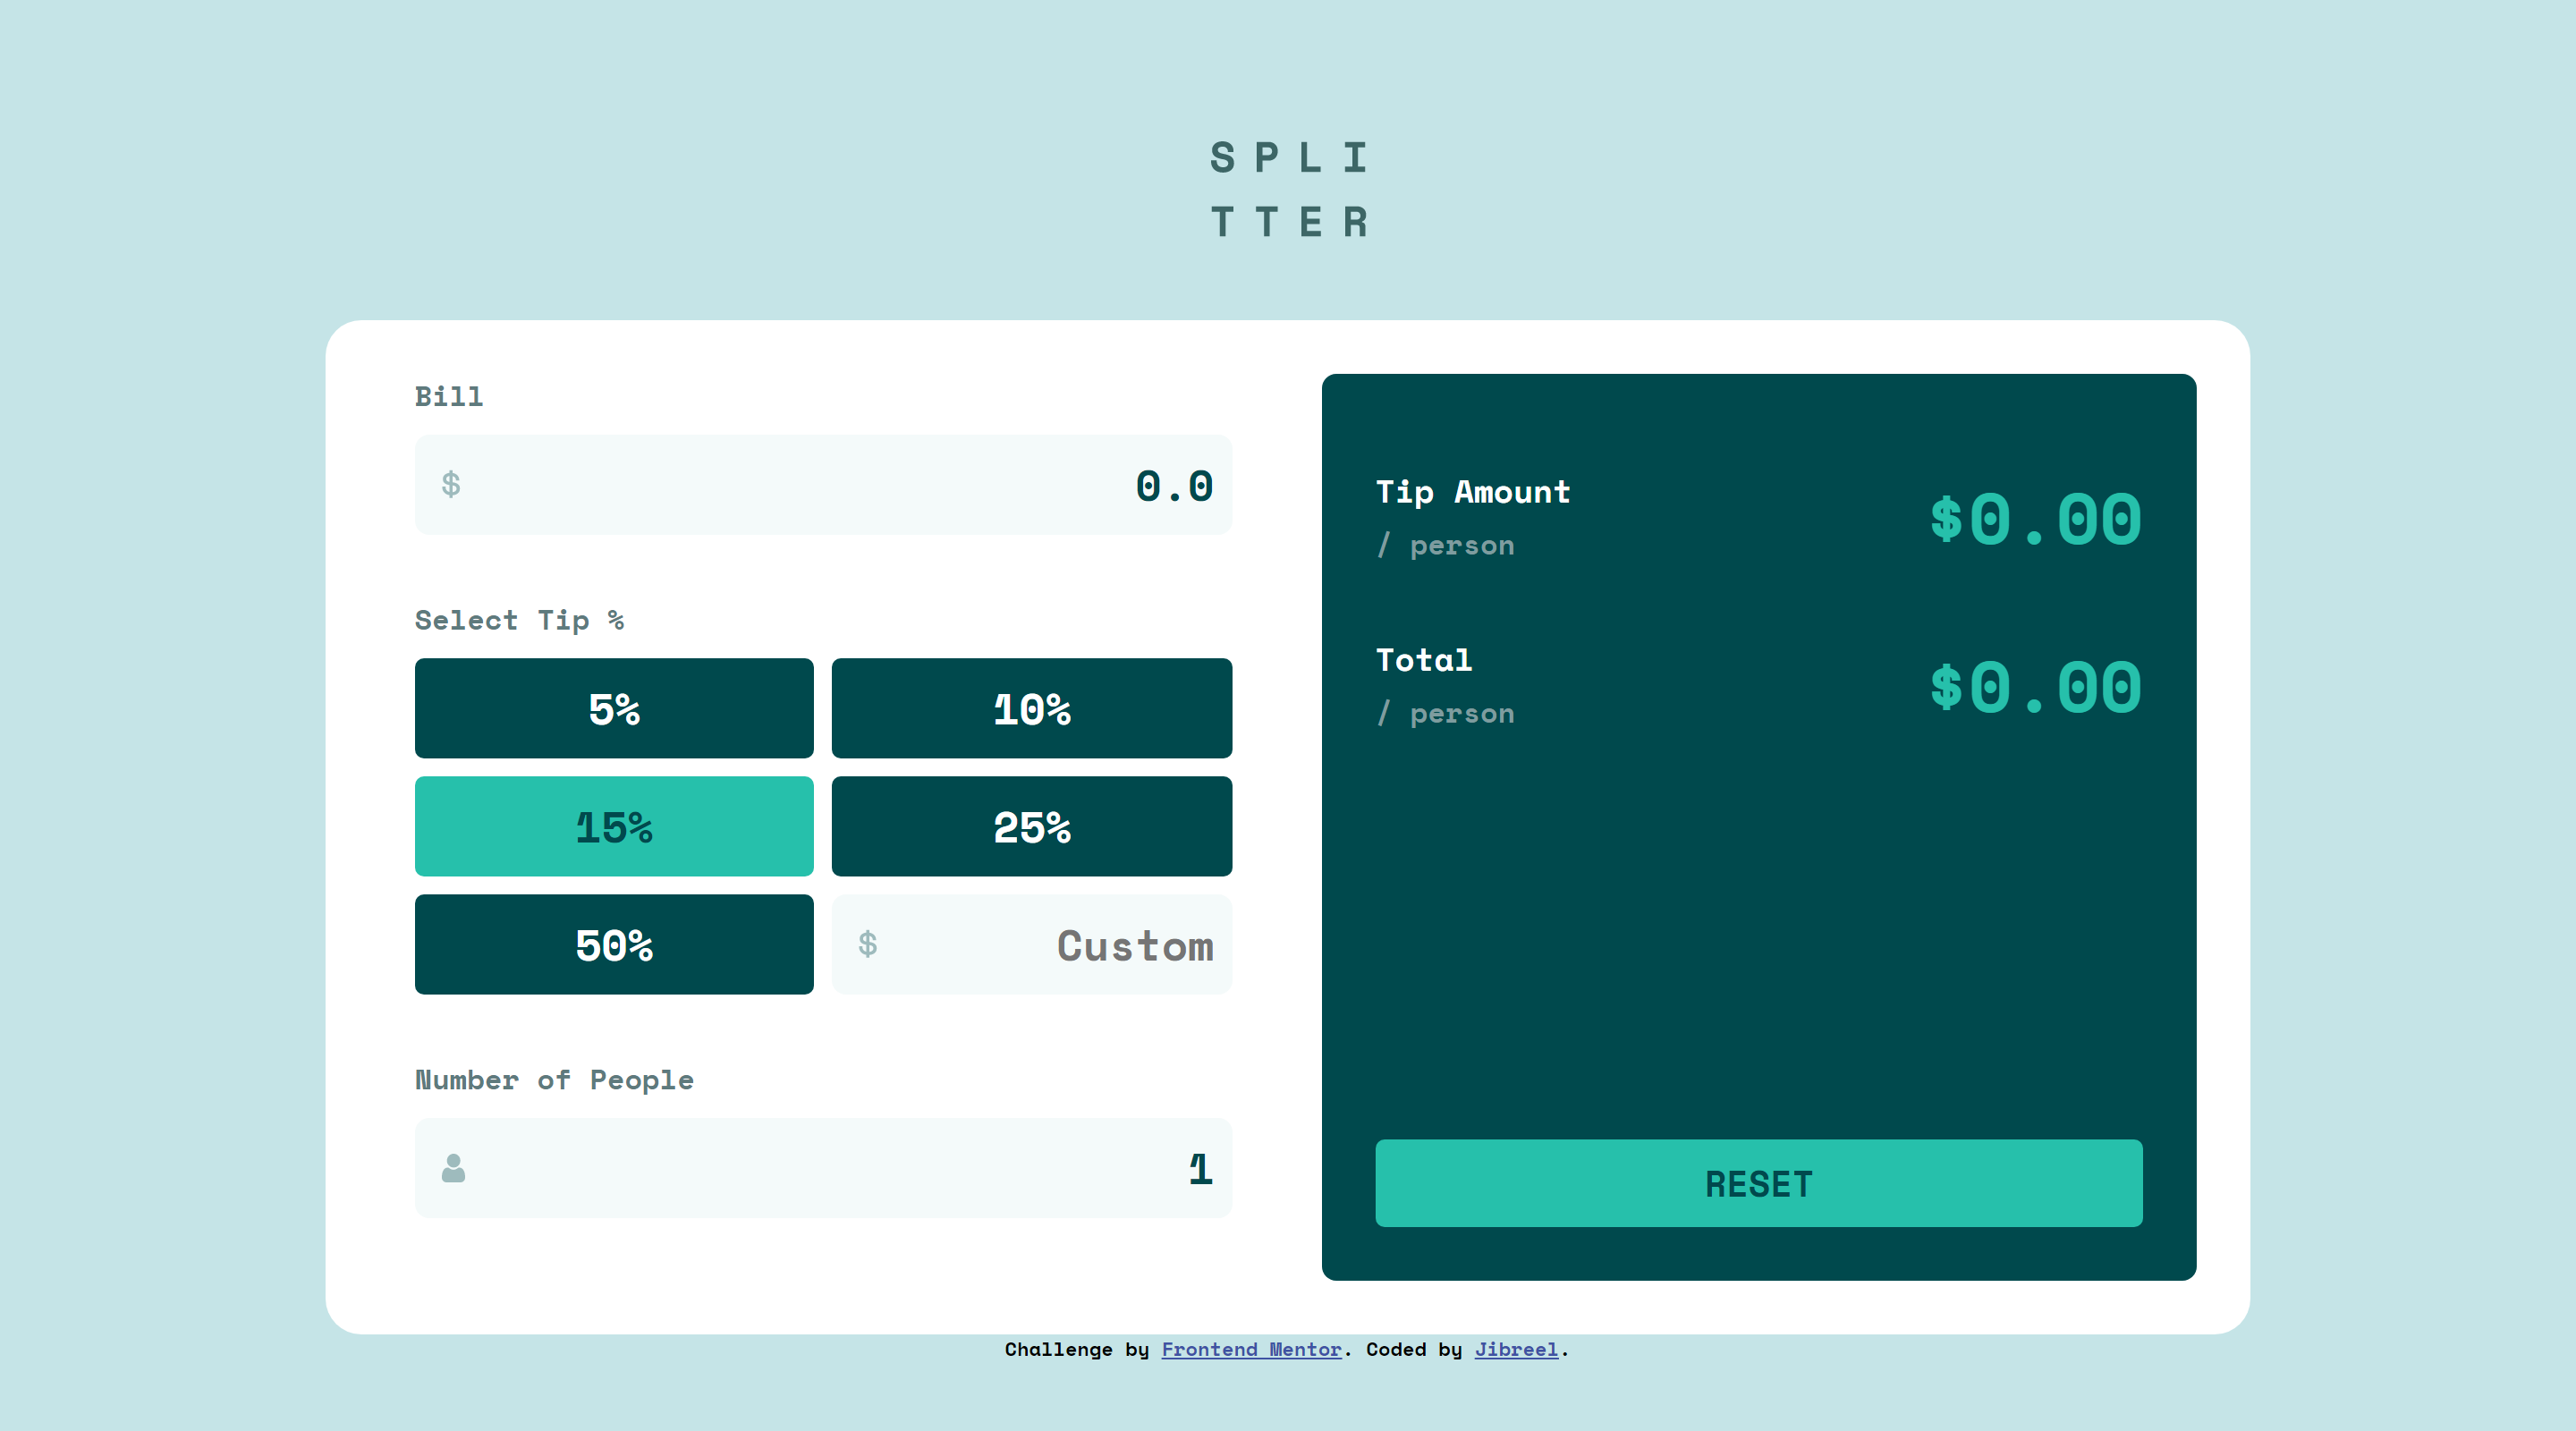 S P L I
T T E R
Bill
$ 0.0
Select Tip %
5% 10%
15% 25%
50% $ Custom
Number of People
1
Tip Amount
/ person
$0.00
Total
/ person
$0.00
RESET
Challenge by Frontend Mentor. Coded by Jibreel.